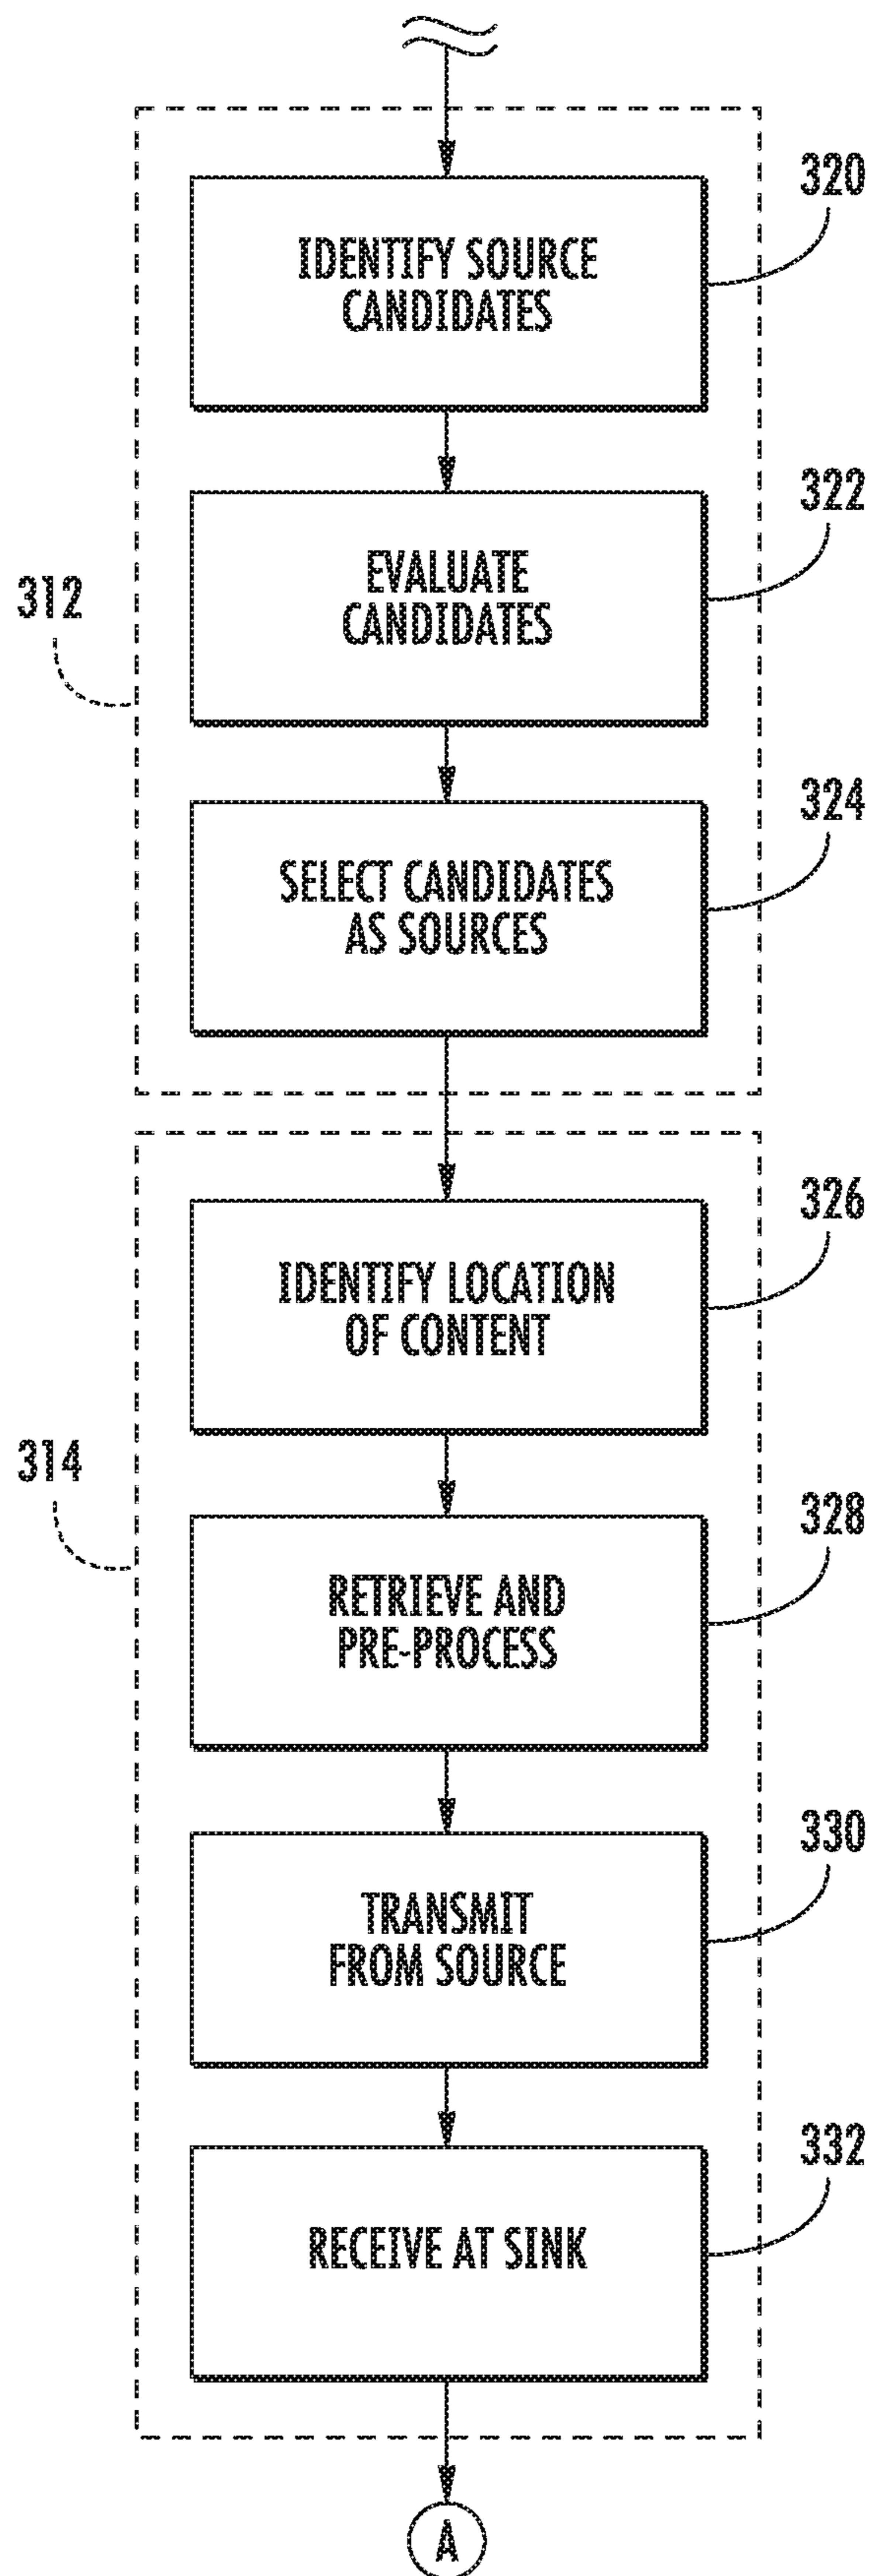 320
IDENTIFY SOURCE
CANDIDATES
322
EVALUATE
CANDIDATES
312
324
SELECT CANDIDATES
AS SOURCES
326
IDENTIFY LOCATION
OF CONTENT
314
328
RETRIEVE AND
PRE-PROCESS
330
TRANSMIT
FROM SOURCE
332
RECEIVE AT SINK
A